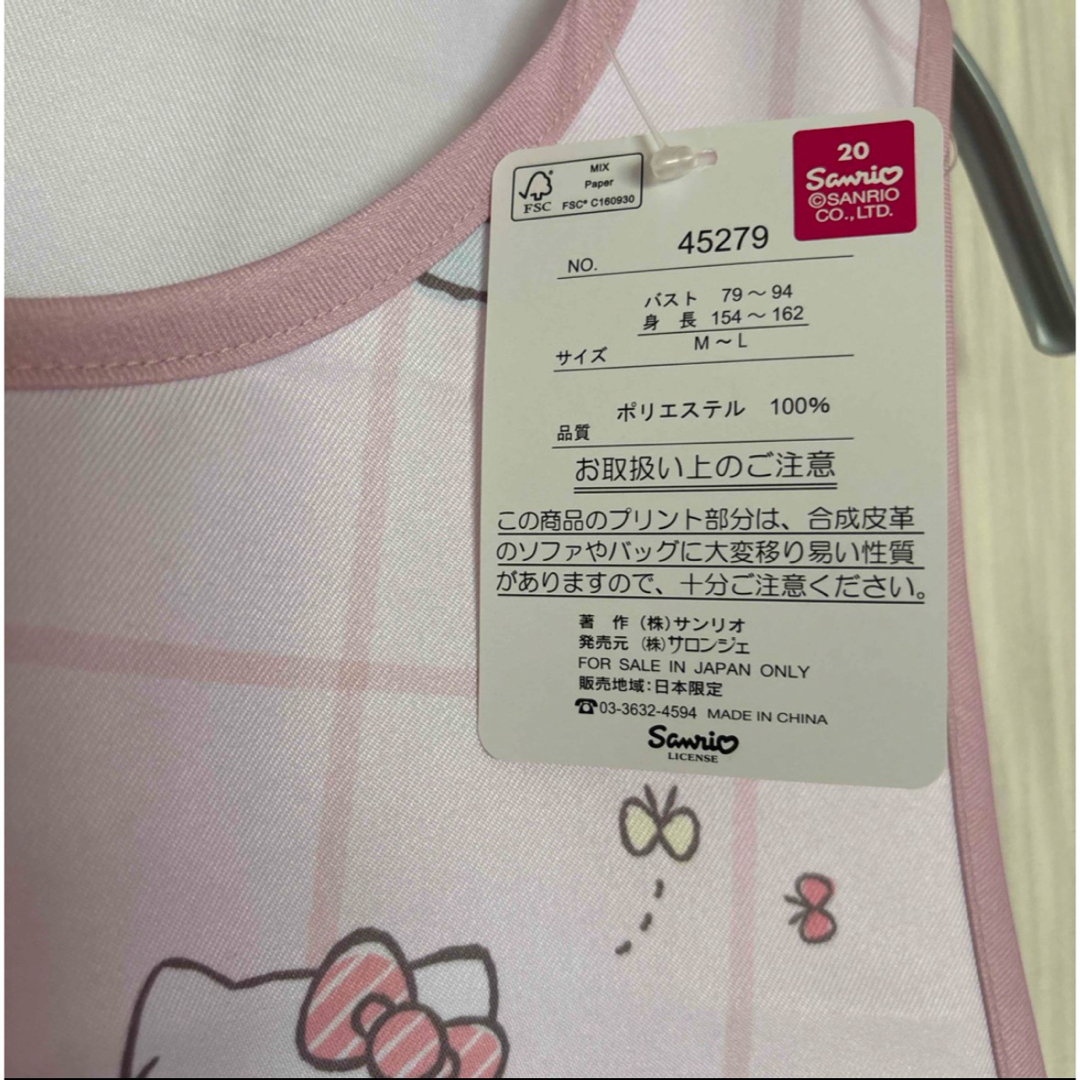 MIX
Paper
FSC
FSC® C160930
20
Sanrio
©SANRIO
CO.,LTD.
NO. 45279
バスト 79～94
身 長 154～162
サイズ M～L
品質 ポリエステル 100%
お取扱い上のご注意
この商品のプリント部分は、合成皮革
のソファやバッグに大変移り易い性質
がありますので、十分ご注意ください。
著 作 (株)サンリオ
発売元 (株)サロンジェ
FOR SALE IN JAPAN ONLY
販売地域:日本限定
☎03-3632-4594 MADE IN CHINA
Sanrio
LICENSE